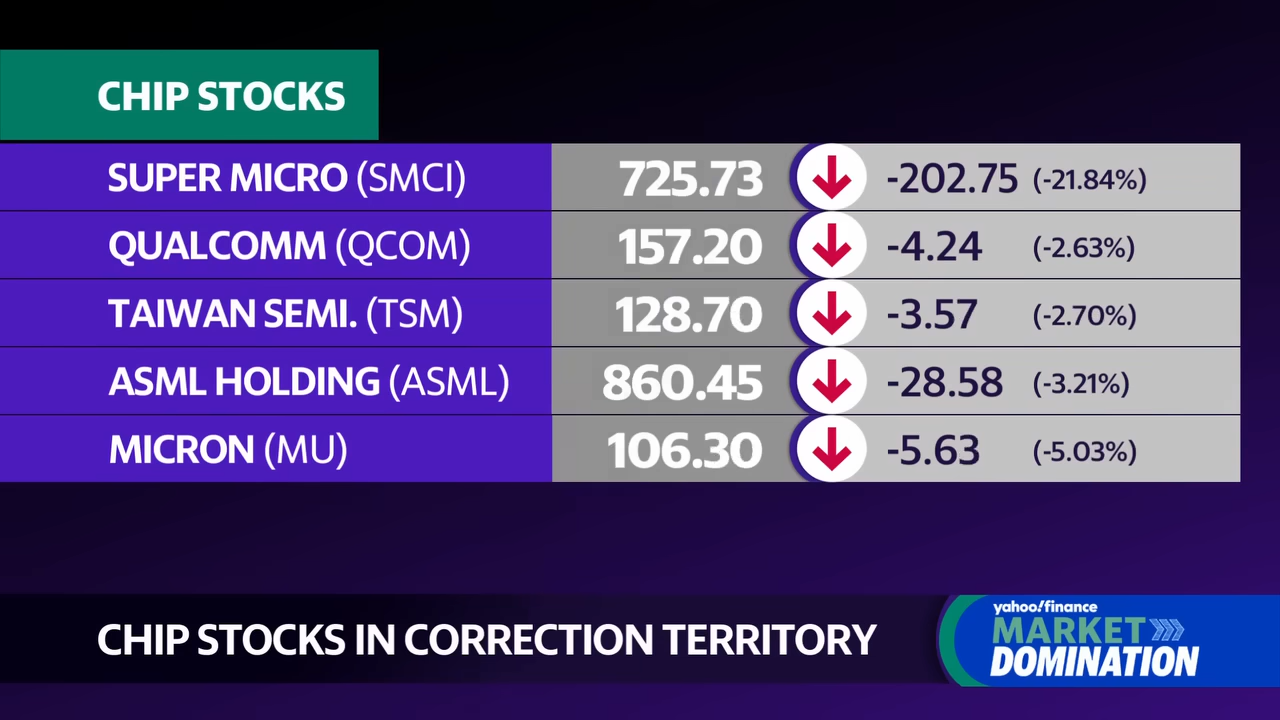 CHIP STOCKS
SUPER MICRO (SMCI) 725.73 -202.75 (-21.84%)
QUALCOMM (QCOM) 157.20 -4.24 (-2.63%)
TAIWAN SEMI. (TSM) 128.70 -3.57 (-2.70%)
ASML HOLDING (ASML) 860.45 -28.58 (-3.21%)
MICRON (MU) 106.30 -5.63 (-5.03%)
CHIP STOCKS IN CORRECTION TERRITORY
yahoo!finance
MARKET
DOMINATION